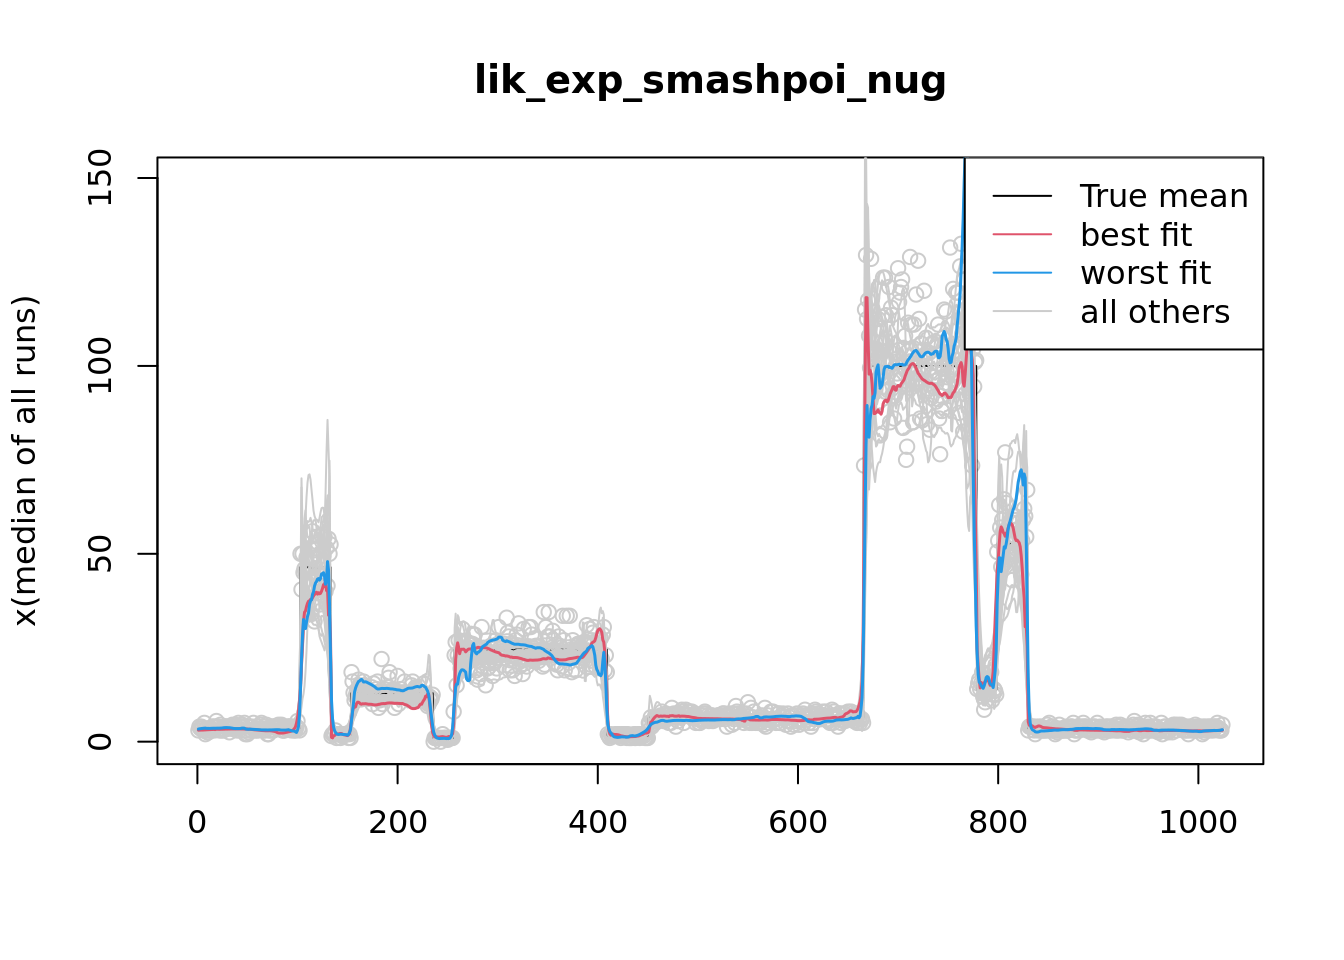 lik_exp_smashpoi_nug
x(median of all runs)
150
100
50
0
True mean
best fit
worst fit
all others
0 200 400 600 800 1000